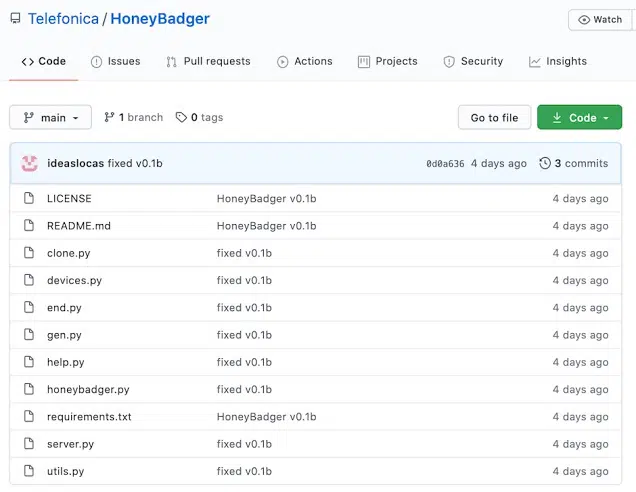 Telefonica / HoneyBadger
Watch
Code Issues Pull requests Actions Projects Security Insights
main 1 branch 0 tags Go to file Code
ideaslocas fixed v0.1b 0d0a636 4 days ago 3 commits
LICENSE HoneyBadger v0.1b 4 days ago
README.md HoneyBadger v0.1b 4 days ago
clone.py fixed v0.1b 4 days ago
devices.py fixed v0.1b 4 days ago
end.py fixed v0.1b 4 days ago
gen.py fixed v0.1b 4 days ago
help.py fixed v0.1b 4 days ago
honeybadger.py fixed v0.1b 4 days ago
requirements.txt HoneyBadger v0.1b 4 days ago
server.py fixed v0.1b 4 days ago
utils.py fixed v0.1b 4 days ago